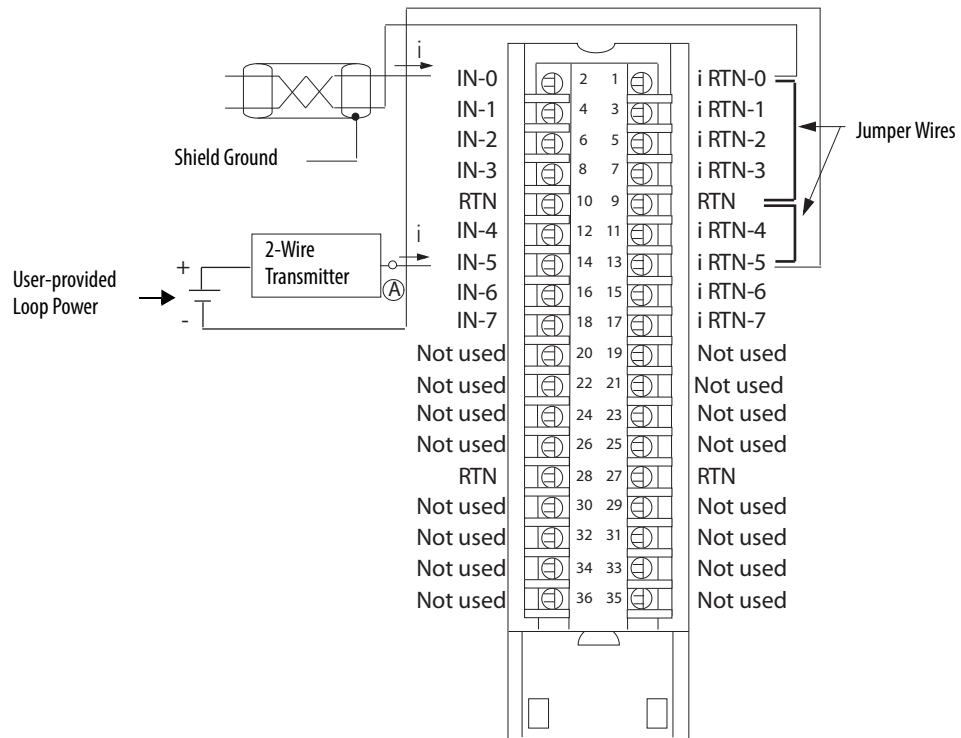 i
IN-0 2 1 i RTN-0
IN-1 4 3 i RTN-1
IN-2 6 5 i RTN-2
Jumper Wires
Shield Ground
IN-3 8 7 i RTN-3
RTN 10 9 RTN
i
IN-4 12 11 i RTN-4
2-Wire
Transmitter
+
A
IN-5 14 13 i RTN-5
User-provided
Loop Power
-
IN-6 16 15 i RTN-6
IN-7 18 17 i RTN-7
Not used 20 19 Not used
Not used 22 21 Not used
Not used 24 23 Not used
Not used 26 25 Not used
RTN 28 27 RTN
Not used 30 29 Not used
Not used 32 31 Not used
Not used 34 33 Not used
Not used 36 35 Not used